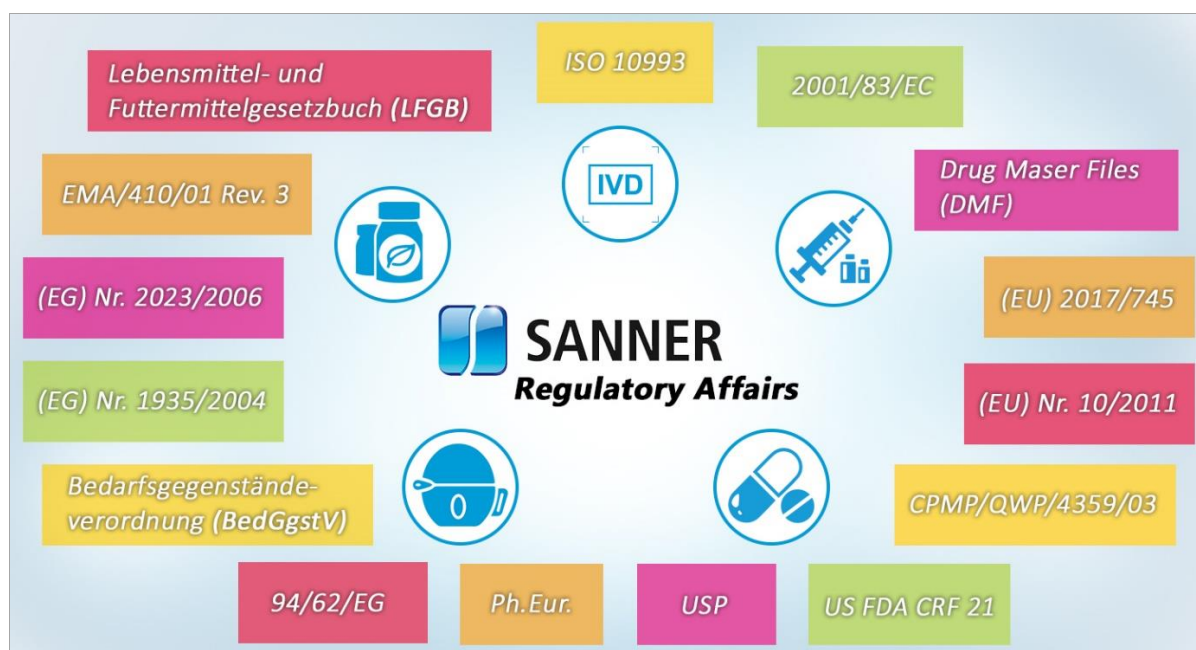 ISO 10993
Lebensmittel- und
Futtermittelgesetzbuch (LFGB)
2001/83/EC
EMA/410/01 Rev. 3
IVD
Drug Maser Files
(DMF)
(EG) Nr. 2023/2006
(EU) 2017/745
SANNER
Regulatory Affairs
(EG) Nr. 1935/2004
(EU) Nr. 10/2011
Bedarfsgegenstände-
verordnung (BedGgstV)
0
CPMP/QWP/4359/03
94/62/EG
Ph.Eur.
USP
US FDA CRF 21